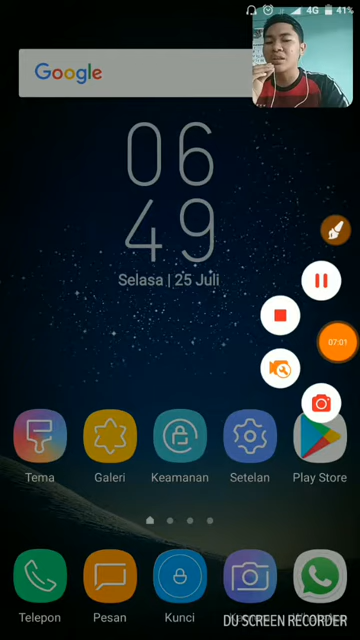 4G 41%
Google
06
49
Selasa | 25 Juli
07:01
Tema Galeri Keamanan Setelan Play Store
Telepon Pesan Kunci
DU SCREEN RECORDER